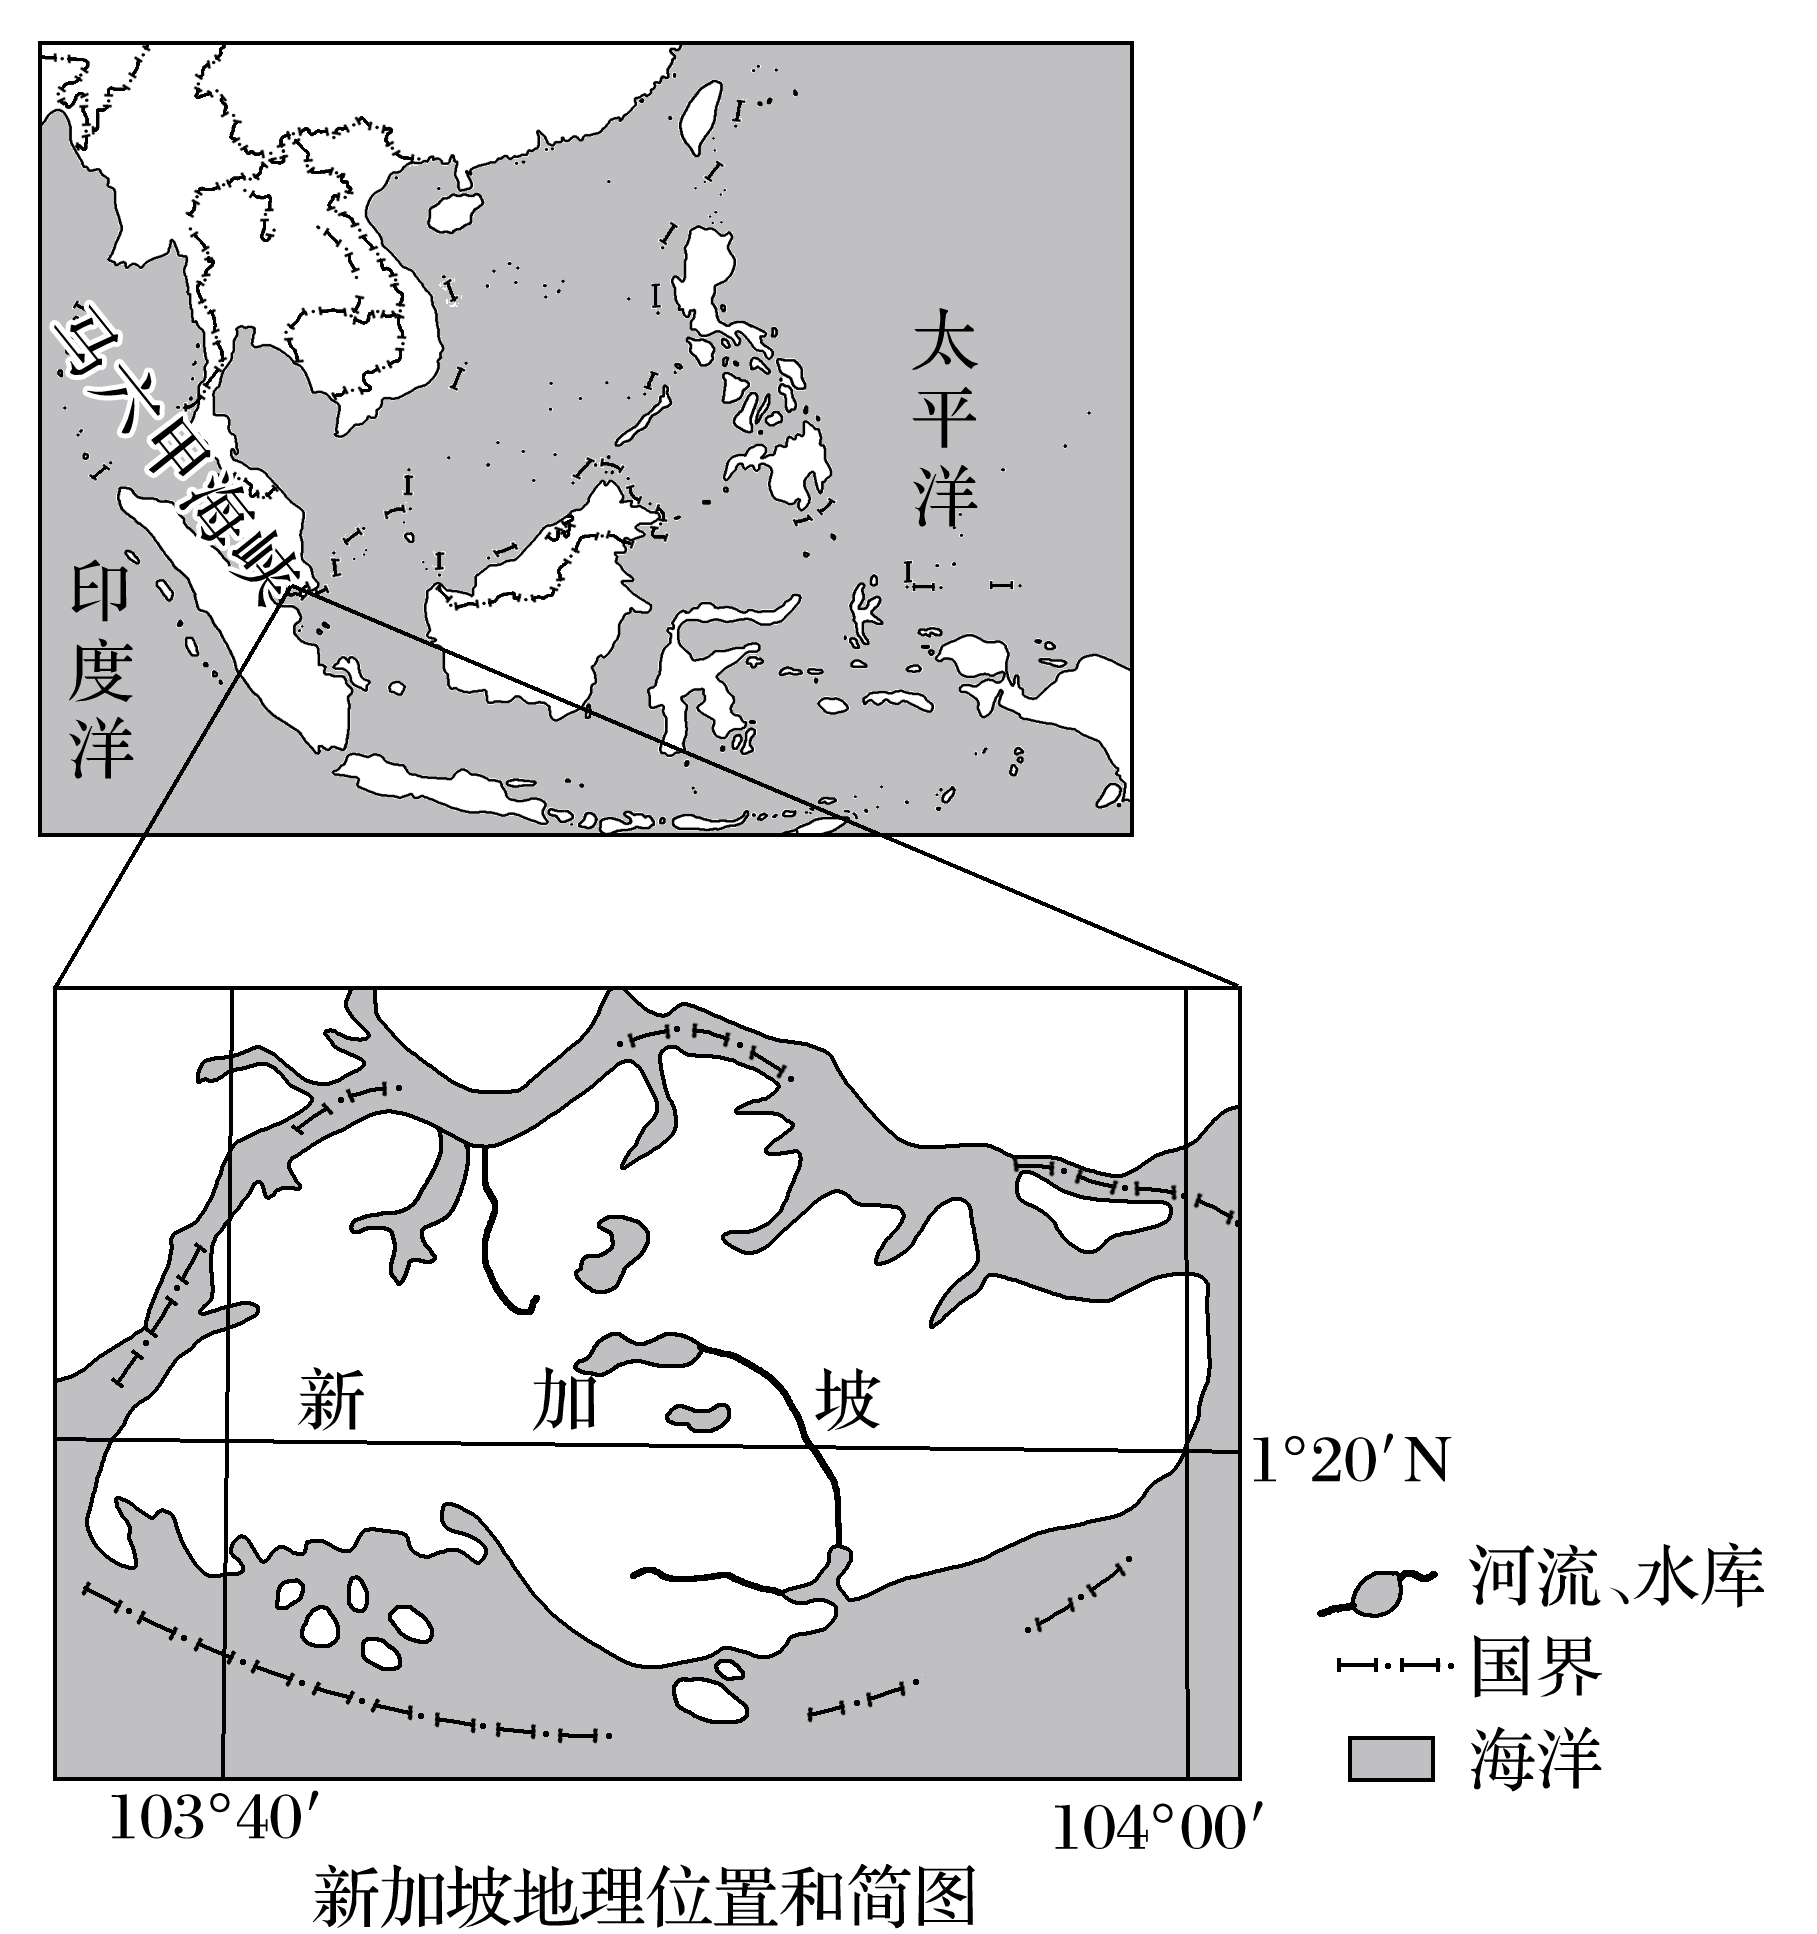 太平洋
马六甲海峡
印度洋
新加坡
1°20′N
河流、水库
国界
海洋
103°40′
104°00′
新加坡地理位置和简图